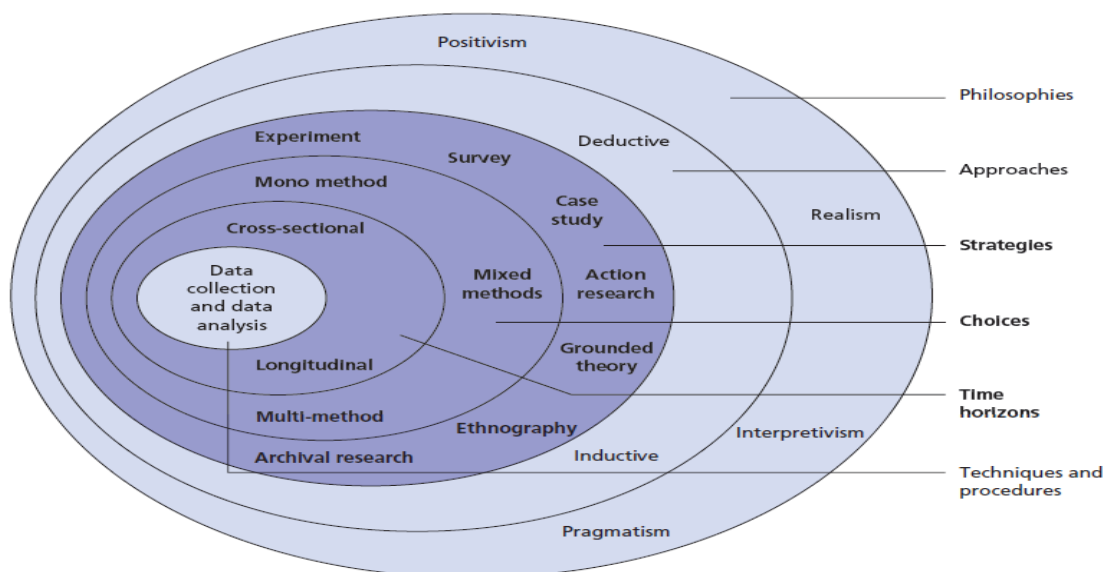 Positivism
Philosophies
Experiment
Deductive
Survey
Approaches
Mono method
Case
study
Realism
Cross-sectional
Strategies
Data
collection
and data
analysis
Mixed
methods
Action
research
Choices
Grounded
theory
Longitudinal
Time
horizons
Multi-method
Ethnography
Interpretivism
Archival research
Inductive
Techniques and
procedures
Pragmatism